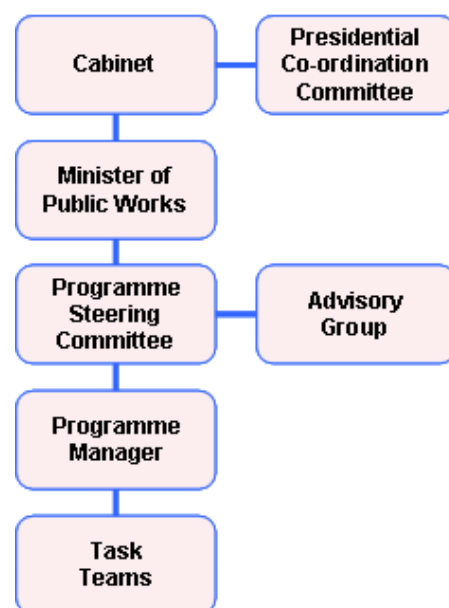 Cabinet
Presidential
Co-ordination
Committee
Minister of
Public Works
Programme
Steering
Committee
Advisory
Group
Programme
Manager
Task
Teams